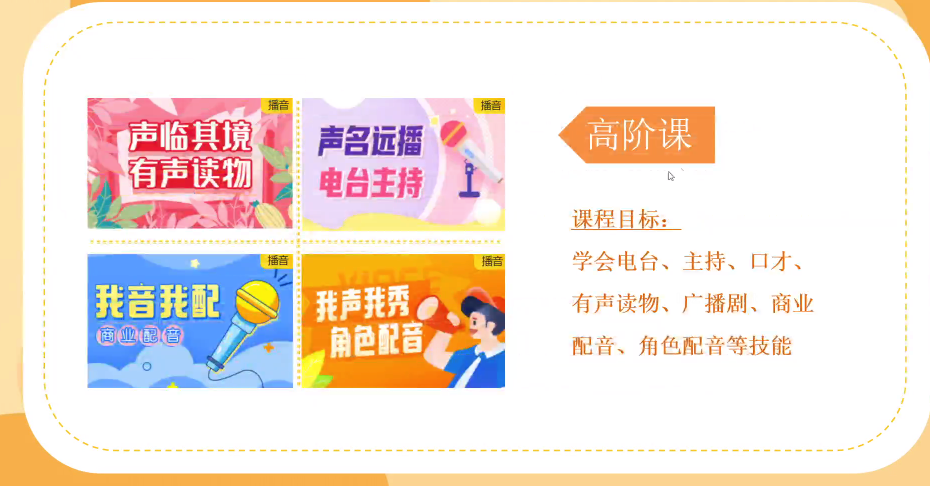 播音
声临其境
有声读物
播音
声名远播
电台主持
播音
我音我配
商业配音
播音
我声我秀
角色配音
高阶课
课程目标：
学会电台、主持、口才、
有声读物、广播剧、商业
配音、角色配音等技能